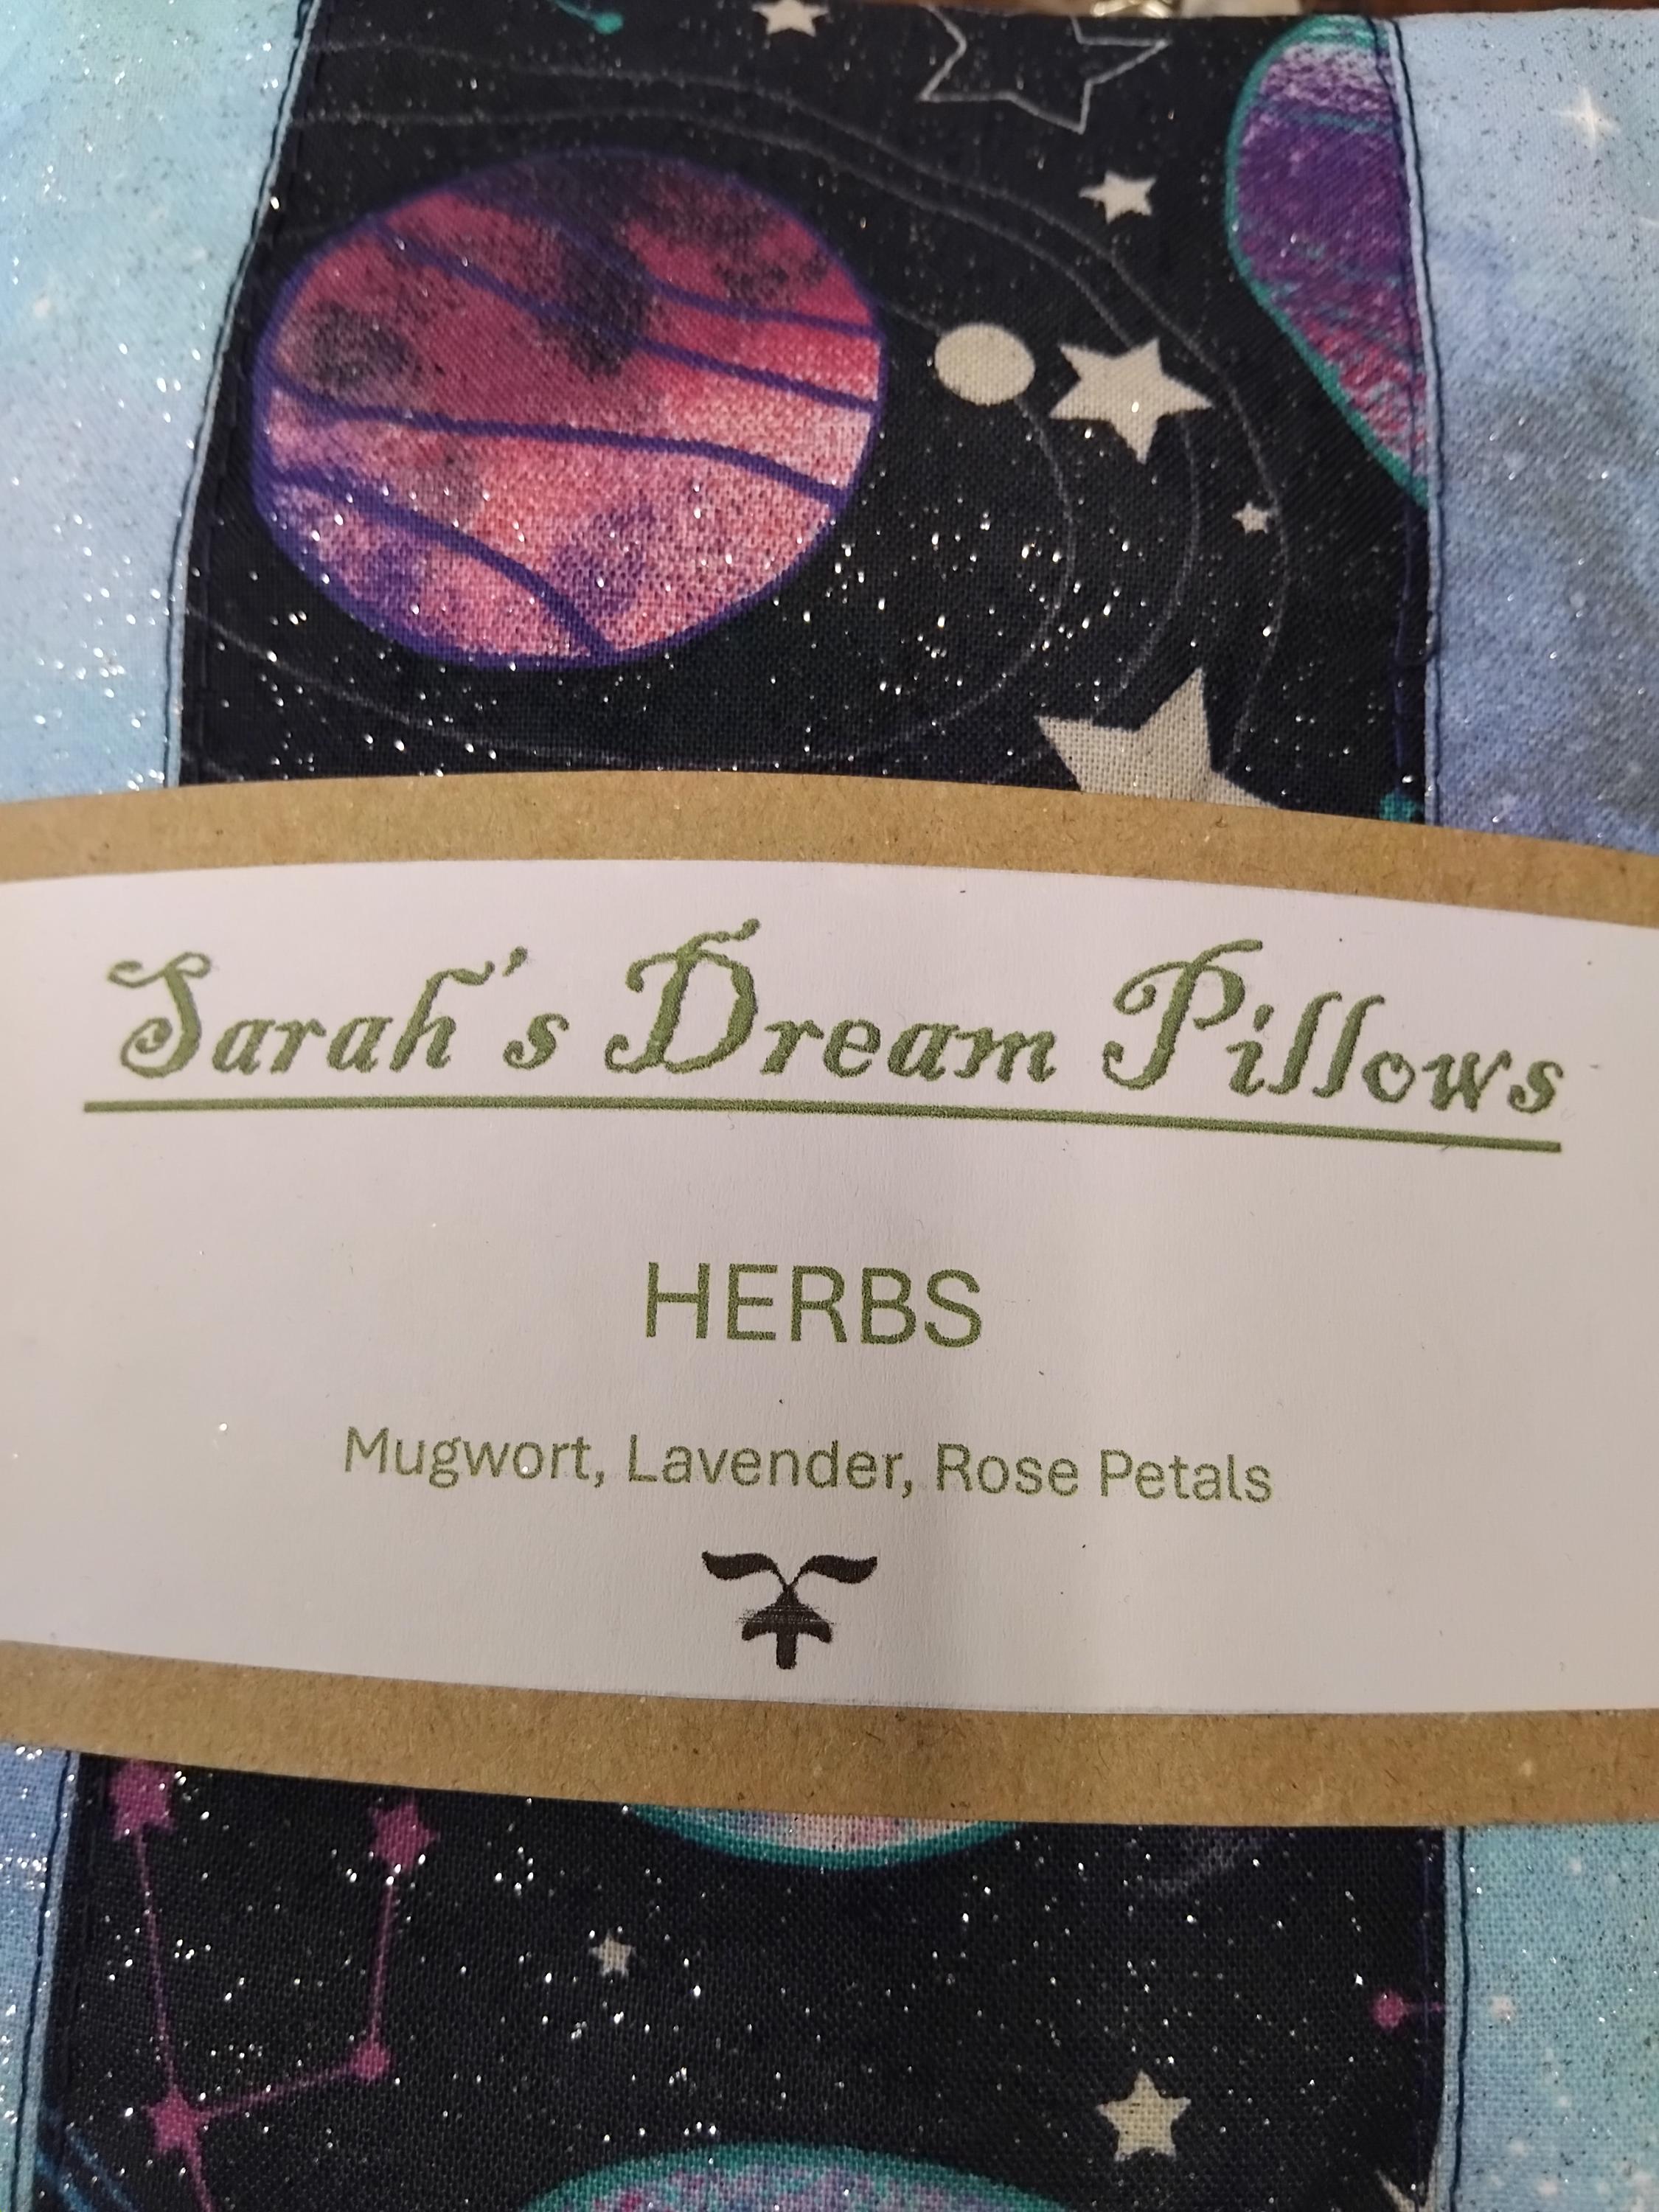 Sarah's Dream Pillows
HERBS
Mugwort, Lavender, Rose Petals